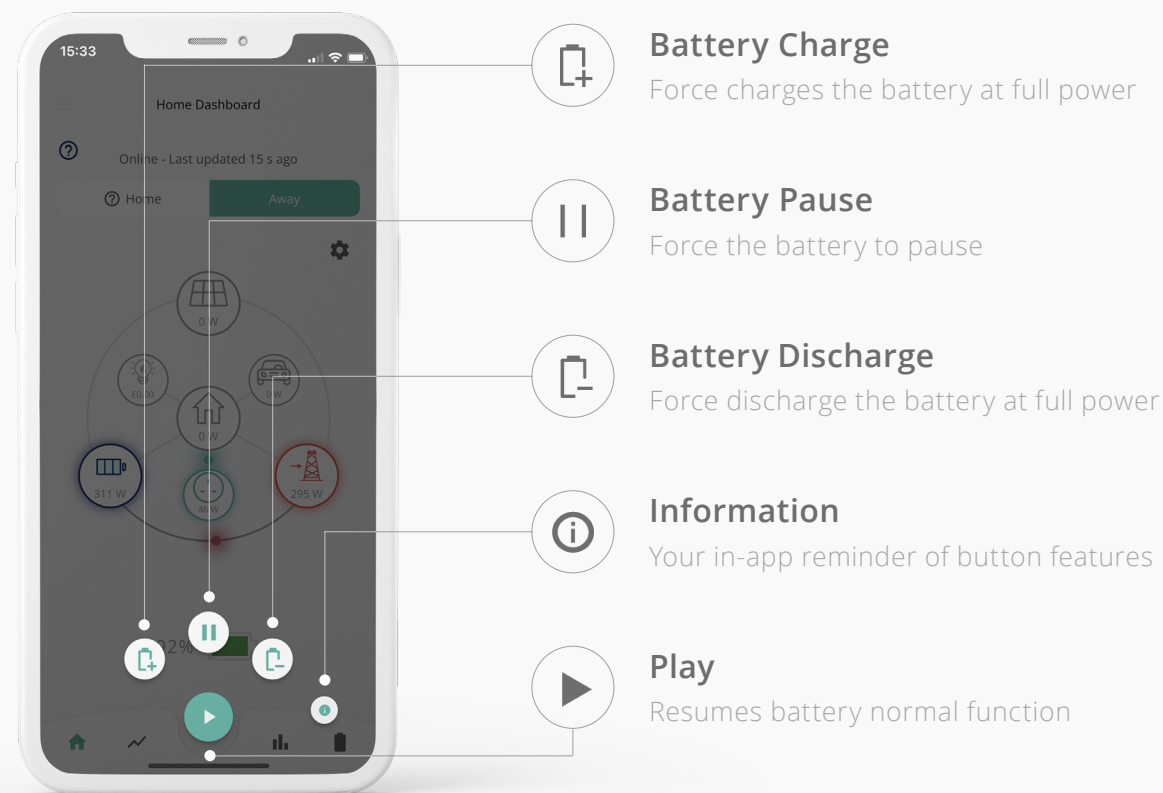 15:33
Home Dashboard
Online - Last updated 15 s ago
Home
Away
0 W
£0.00
0 W
0 W
311 W
46 W
295 W
92%
Battery Charge
Force charges the battery at full power
Battery Pause
Force the battery to pause
Battery Discharge
Force discharge the battery at full power
Information
Your in-app reminder of button features
Play
Resumes battery normal function